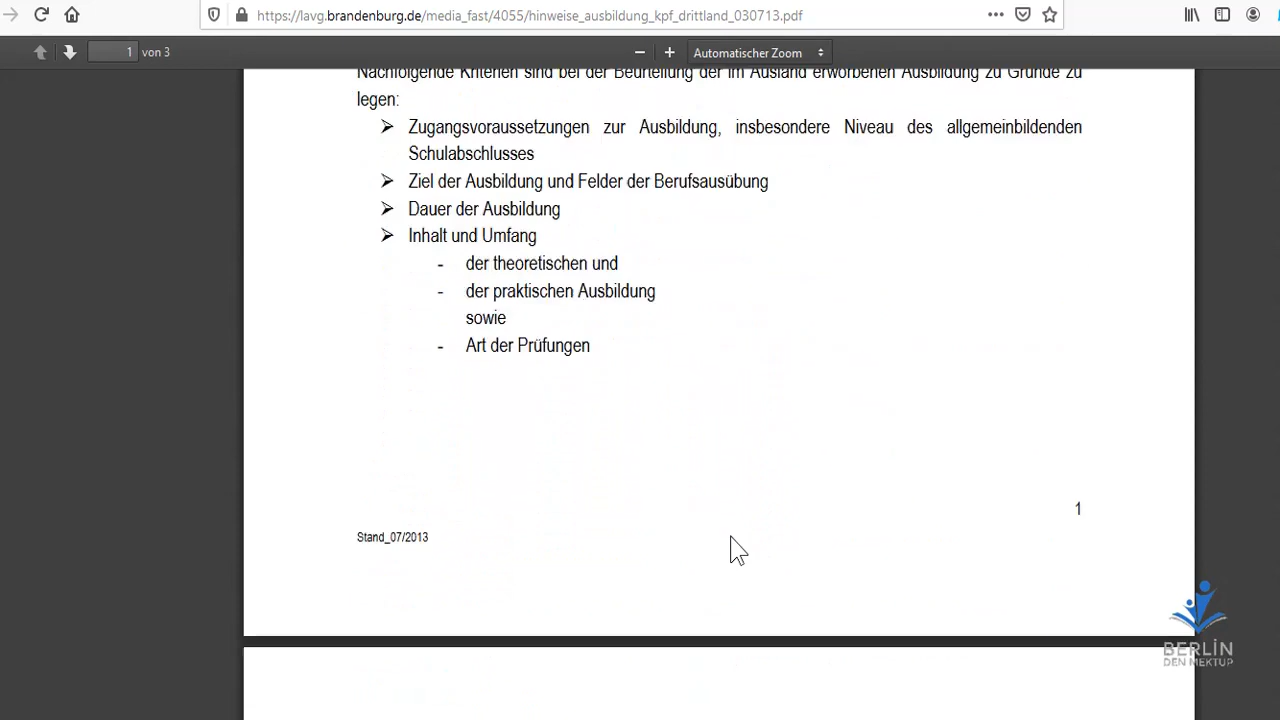 https://lavg.brandenburg.de/media_fast/4055/hinweise_ausbildung_kpf_drittland_030713.pdf
1 von 3
Automatischer Zoom
Nachfolgende Kriterien sind bei der Beurteilung der im Ausland erworbenen Ausbildung zu Grunde zu
legen:
➢ Zugangsvoraussetzungen zur Ausbildung, insbesondere Niveau des allgemeinbildenden
Schulabschlusses
➢ Ziel der Ausbildung und Felder der Berufsausübung
➢ Dauer der Ausbildung
➢ Inhalt und Umfang
- der theoretischen und
- der praktischen Ausbildung
sowie
- Art der Prüfungen
1
Stand_07/2013
BERLİN
DEN MEKTUP